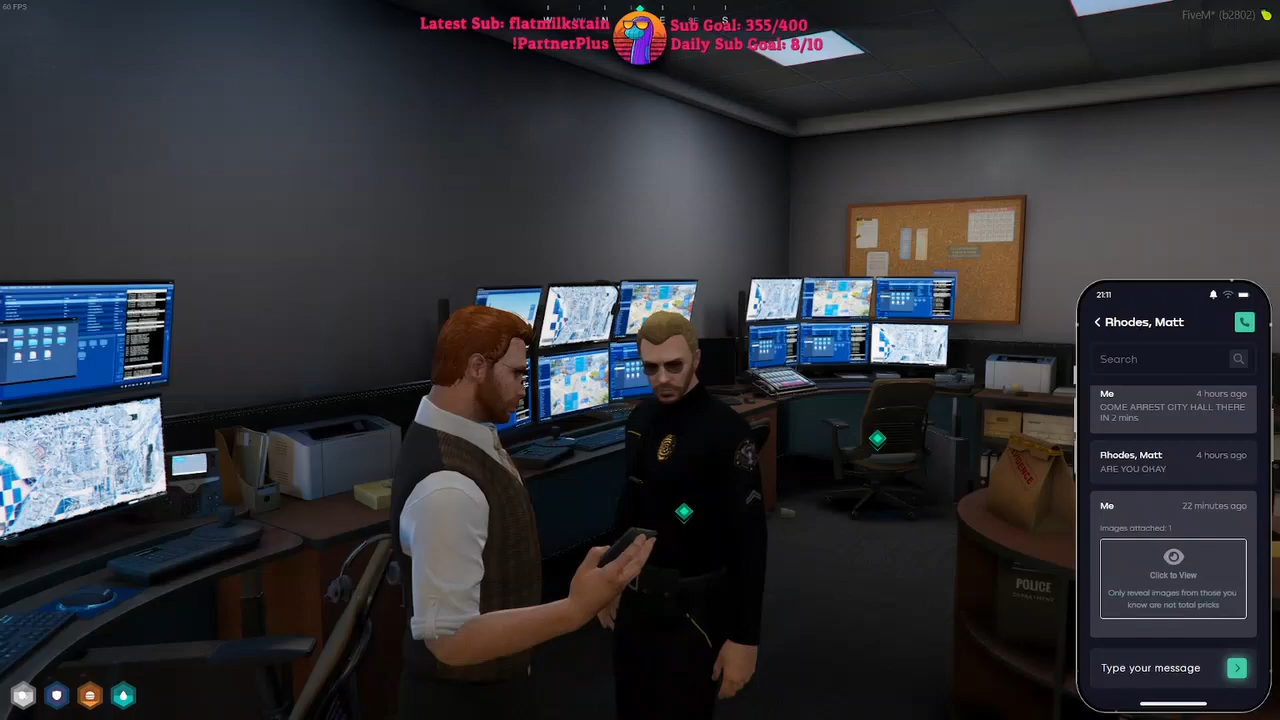 60 FPS
W NW N E SE S
FiveM* (b2802)
Latest Sub: flatmilkstain
Sub Goal: 355/400
!PartnerPlus
Daily Sub Goal: 8/10
21:11
Rhodes, Matt
Search
Me 4 hours ago
COME ARREST CITY HALL THERE
IN 2 mins
Rhodes, Matt 4 hours ago
ARE YOU OKAY
Me 22 minutes ago
images attached: 1
Click to View
Only reveal images from those you
know are not total pricks
Type your message
EVIDENCE
POLICE
DEPARTMENT